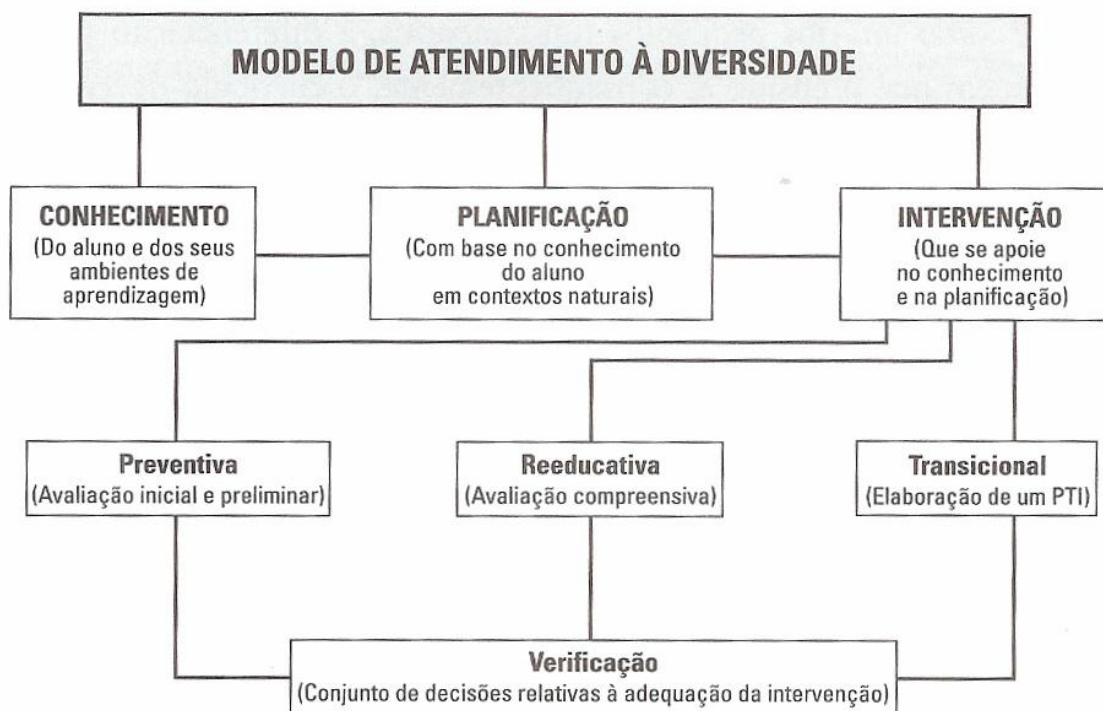 MODELO DE ATENDIMENTO À DIVERSIDADE
CONHECIMENTO
(Do aluno e dos seus
ambientes de
aprendizagem)
PLANIFICAÇÃO
(Com base no conhecimento
do aluno
em contextos naturais)
INTERVENÇÃO
(Que se apoie
no conhecimento
e na planificação)
Preventiva
(Avaliação inicial e preliminar)
Reeducativa
(Avaliação compreensiva)
Transicional
(Elaboração de um PTI)
Verificação
(Conjunto de decisões relativas à adequação da intervenção)